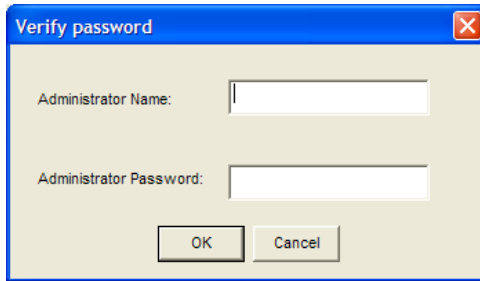 Verify password
Administrator Name:
Administrator Password:
OK Cancel